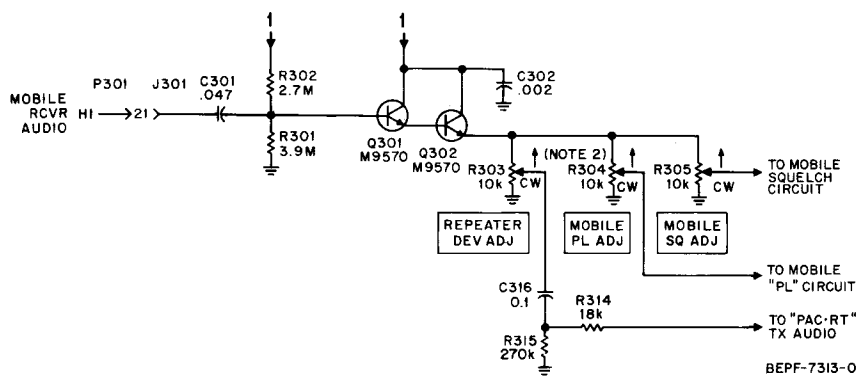 1
1
P301
J301
C301
.047
R302
2.7M
C302
.002
MOBILE
RCVR
AUDIO
HI
21
R301
3.9M
Q301
M9570
Q302
M9570
(NOTE 2)
R303
10k
CW
R304
10k
CW
R305
10k
CW
TO MOBILE
SQUELCH
CIRCUIT
REPEATER
DEV ADJ
MOBILE
PL ADJ
MOBILE
SQ ADJ
TO MOBILE
"PL" CIRCUIT
C316
0.1
R314
18k
TO "PAC•RT"
TX AUDIO
R315
270k
BEPF-7313-O